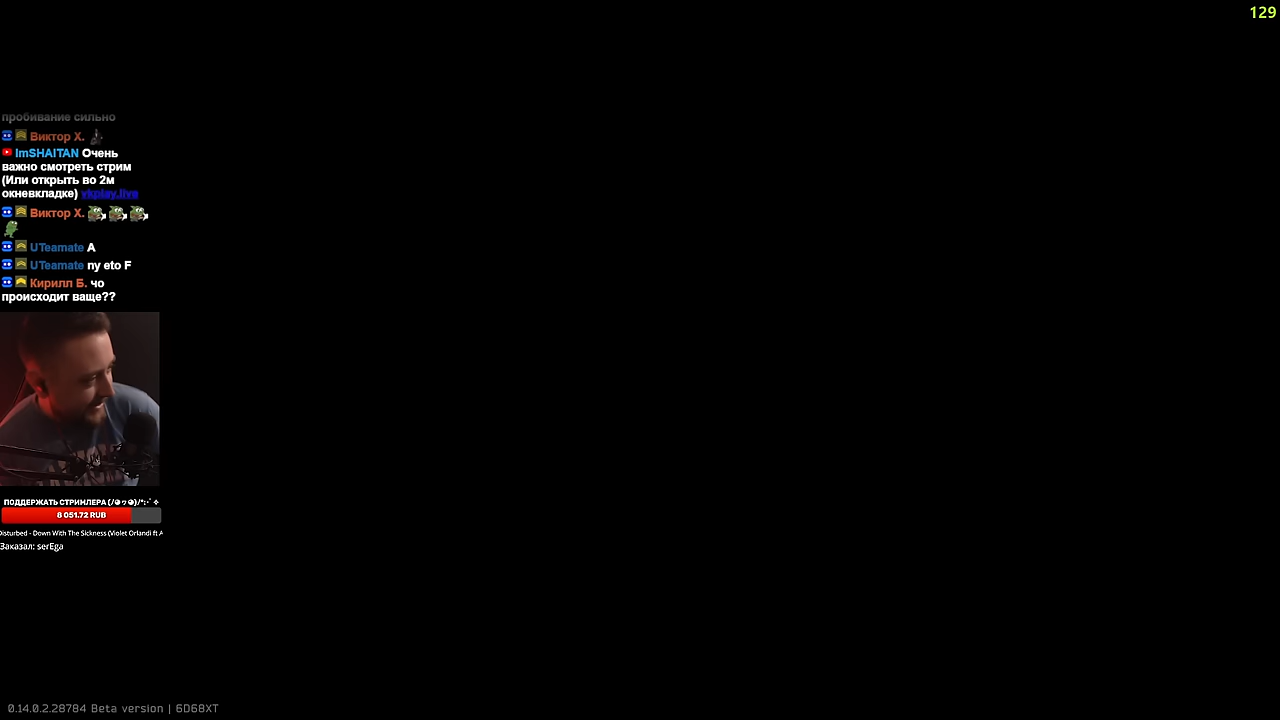 129
пробивание сильно
Виктор Х.
ImSHAITAN Очень
важно смотреть стрим
(Или открыть во 2м
окневкладке) vkplay.live
Виктор Х.
UTeamate A
UTeamate ny eto F
Кирилл Б. чо
происходит ваще??
ПОДДЕРЖАТЬ СТРИМЛЕРА
8 051.72 RUB
Disturbed - Down With The Sickness (Violet Orlandi ft A
Заказал: serEga
0.14.0.2.28784 Beta version | 6D68XT